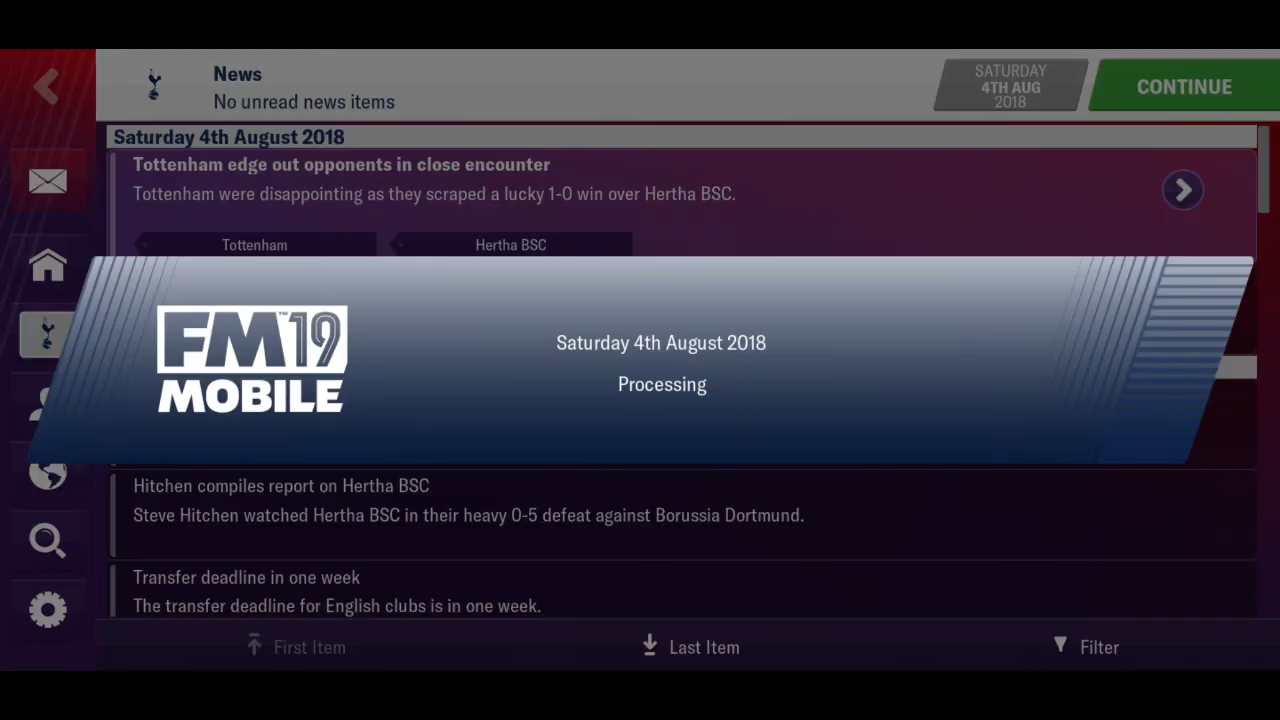 News
No unread news items
SATURDAY
4TH AUG
2018
CONTINUE
Saturday 4th August 2018
Tottenham edge out opponents in close encounter
Tottenham were disappointing as they scraped a lucky 1-0 win over Hertha BSC.
Tottenham
Hertha BSC
FM™19
MOBILE
Saturday 4th August 2018
Processing
Hitchen compiles report on Hertha BSC
Steve Hitchen watched Hertha BSC in their heavy 0-5 defeat against Borussia Dortmund.
Transfer deadline in one week
The transfer deadline for English clubs is in one week.
First Item
Last Item
Filter